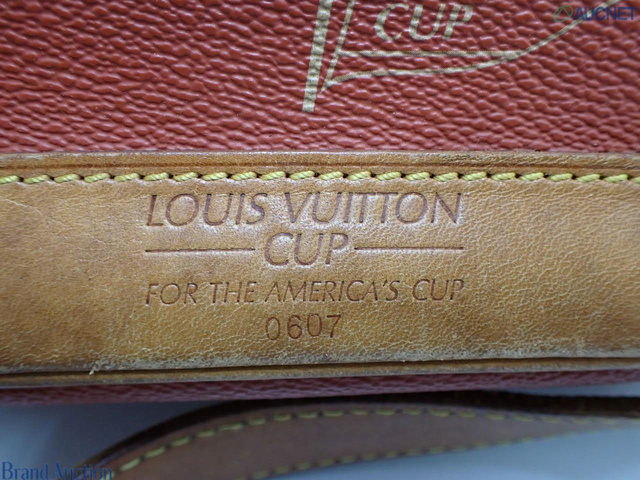 CUP
AUCNET
LOUIS VUITTON
CUP
FOR THE AMERICA'S CUP
0607
Brand Auction